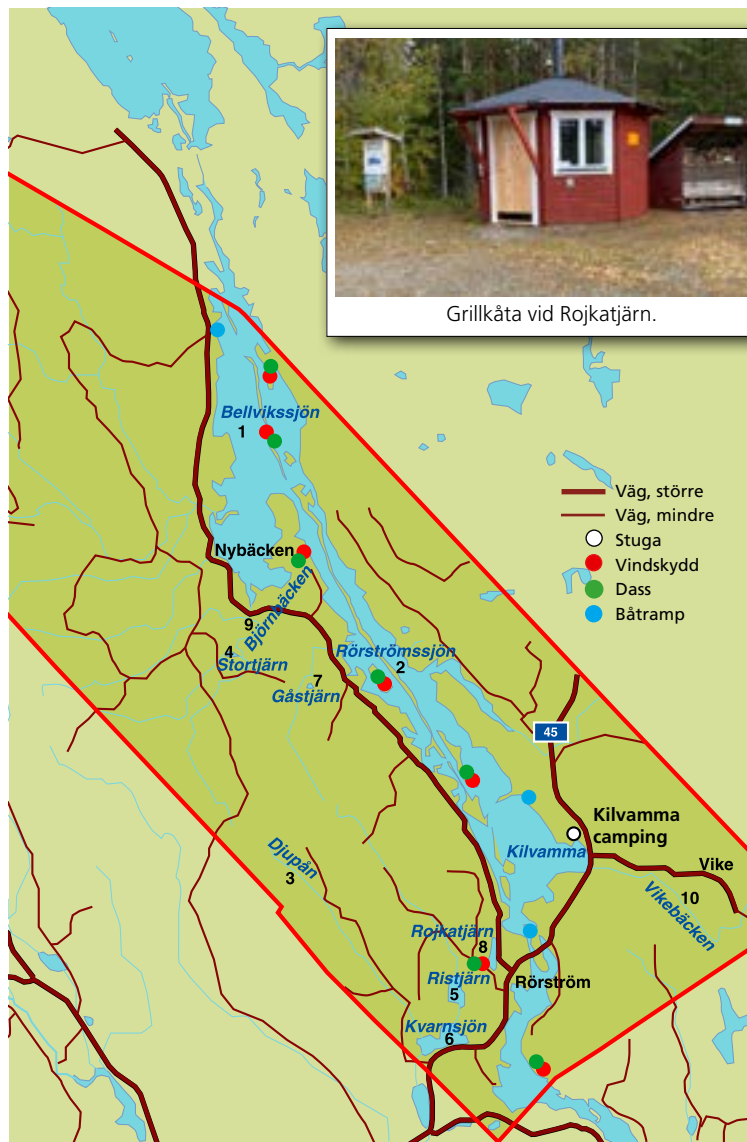 Grillkåta vid Rojkatjärn.
Bellvikssjön
1
Väg, större
Väg, mindre
Stuga
Vindskydd
Dass
Båtramp
Nybäcken
Björnbäcken
9
4
Stortjärn
7
Gåstjärn
Rörströmssjön
2
45
Kilvamma
camping
Kilvamma
Vike
10
Vikebäcken
Djupån
3
Rojkatjärn
8
Ristjärn
5
Rörström
Kvarnsjön
6